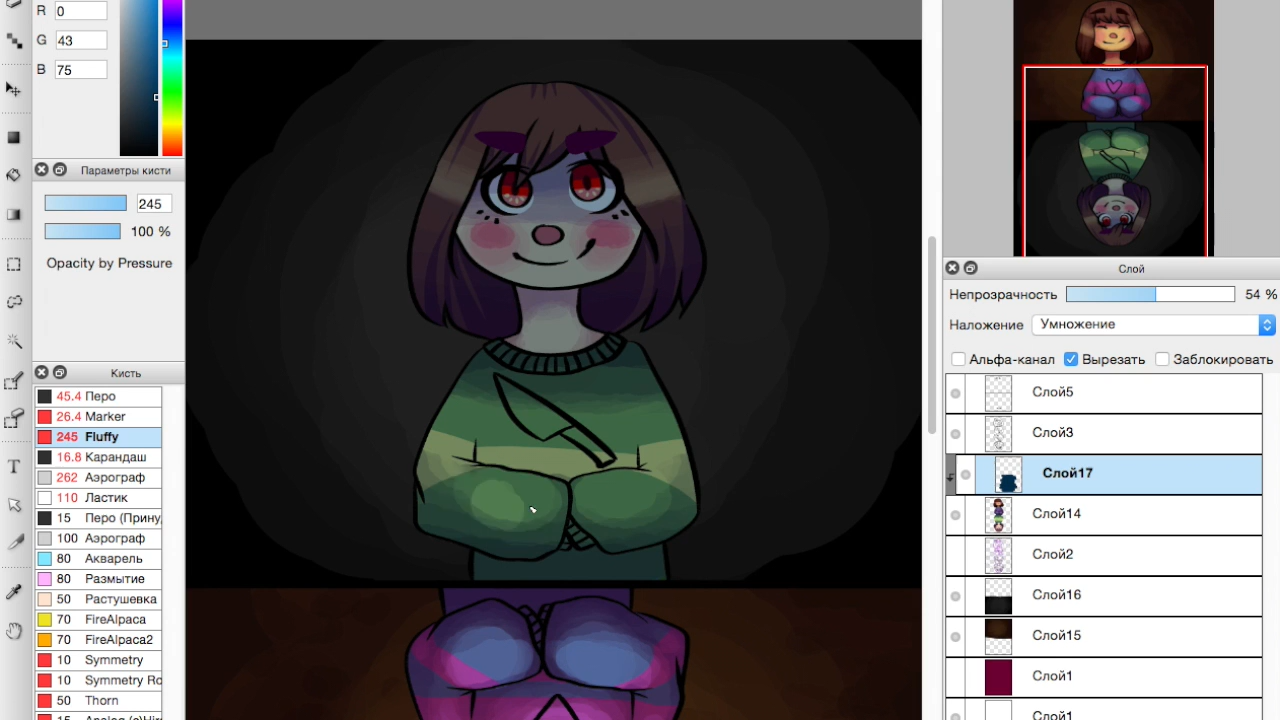 R 0
G 43
B 75
Параметры кисти
245
100 %
Opacity by Pressure
Кисть
45.4 Перо
26.4 Marker
245 Fluffy
16.8 Карандаш
262 Аэрограф
110 Ластик
15 Перо (Прину
100 Аэрограф
80 Акварель
80 Размытие
50 Растушевка
70 FireAlpaca
70 FireAlpaca2
10 Symmetry
10 Symmetry Ro
50 Thorn
Слой
Непрозрачность 54 %
Наложение Умножение
Альфа-канал Вырезать Заблокировать
Слой5
Слой3
Слой17
Слой14
Слой2
Слой16
Слой15
Слой1
Слой1